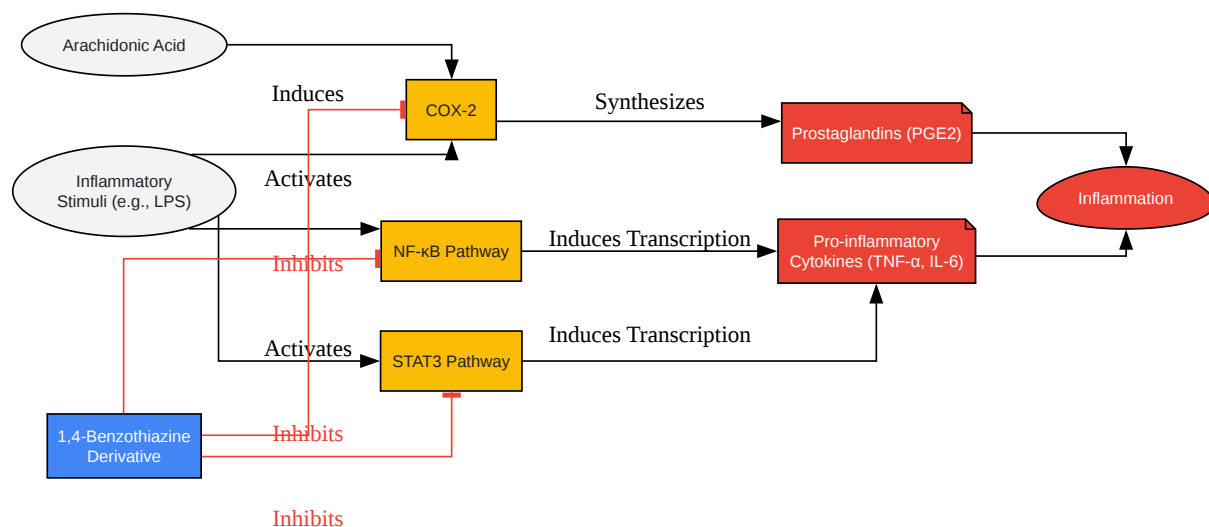 Arachidonic Acid
Induces
COX-2
Synthesizes
Prostaglandins (PGE2)
Inflammatory
Stimuli (e.g., LPS)
Activates
Inflammation
NF-κB Pathway
Induces Transcription
Pro-inflammatory
Cytokines (TNF-α, IL-6)
Inhibits
Activates
STAT3 Pathway
Induces Transcription
1,4-Benzothiazine
Derivative
Inhibits
Inhibits